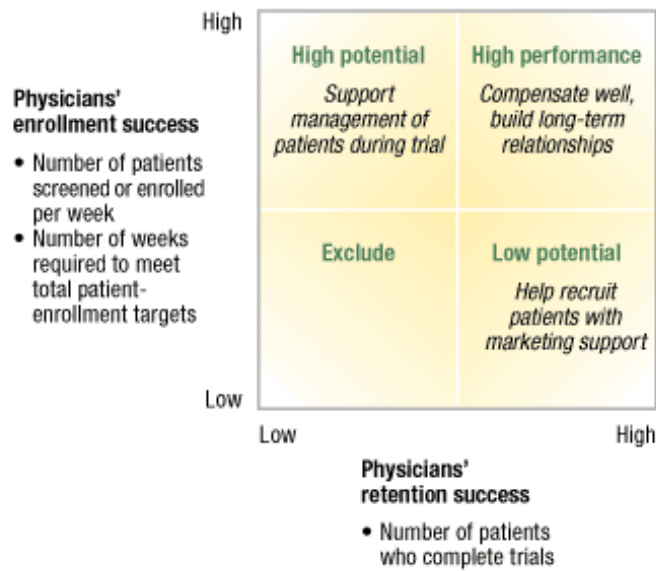 High
Physicians’
enrollment success
• Number of patients
screened or enrolled
per week
• Number of weeks
required to meet
total patient-
enrollment targets
High potential
Support
management of
patients during trial
High performance
Compensate well,
build long-term
relationships
Exclude
Low potential
Help recruit
patients with
marketing support
Low
Low
High
Physicians’
retention success
• Number of patients
who complete trials